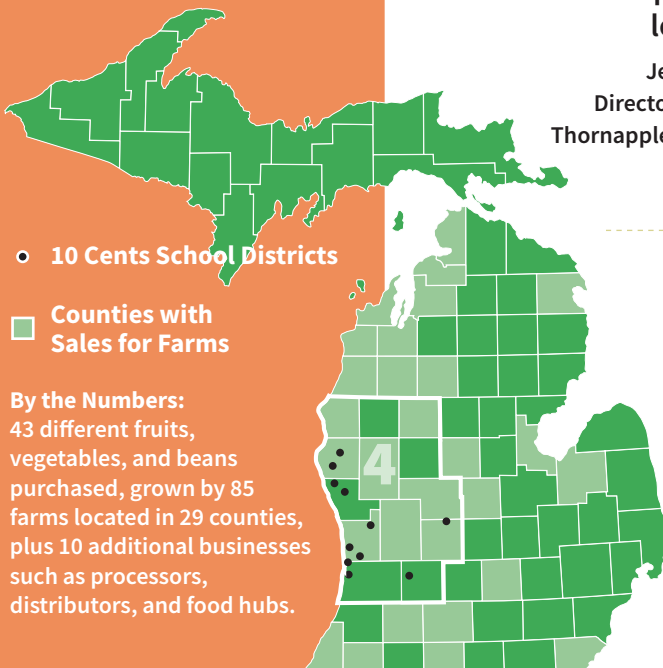 Director
Thornapple
10 Cents School Districts
Counties with
Sales for Farms
By the Numbers:
43 different fruits,
vegetables, and beans
purchased, grown by 85
farms located in 29 counties,
plus 10 additional businesses
such as processors,
distributors, and food hubs.
4